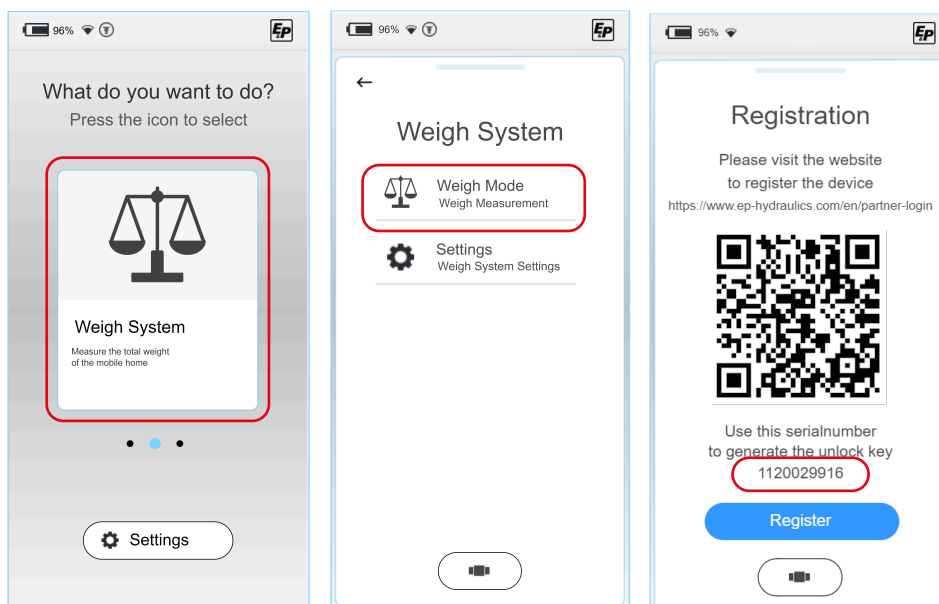 96%
E&P
What do you want to do?
Press the icon to select
Weigh System
Measure the total weight
of the mobile home
Settings
96%
E&P
Weigh System
Weigh Mode
Weigh Measurement
Settings
Weigh System Settings
96%
E&P
Registration
Please visit the website
to register the device
https://www.ep-hydraulics.com/en/partner-login
Use this serialnumber
to generate the unlock key
1120029916
Register